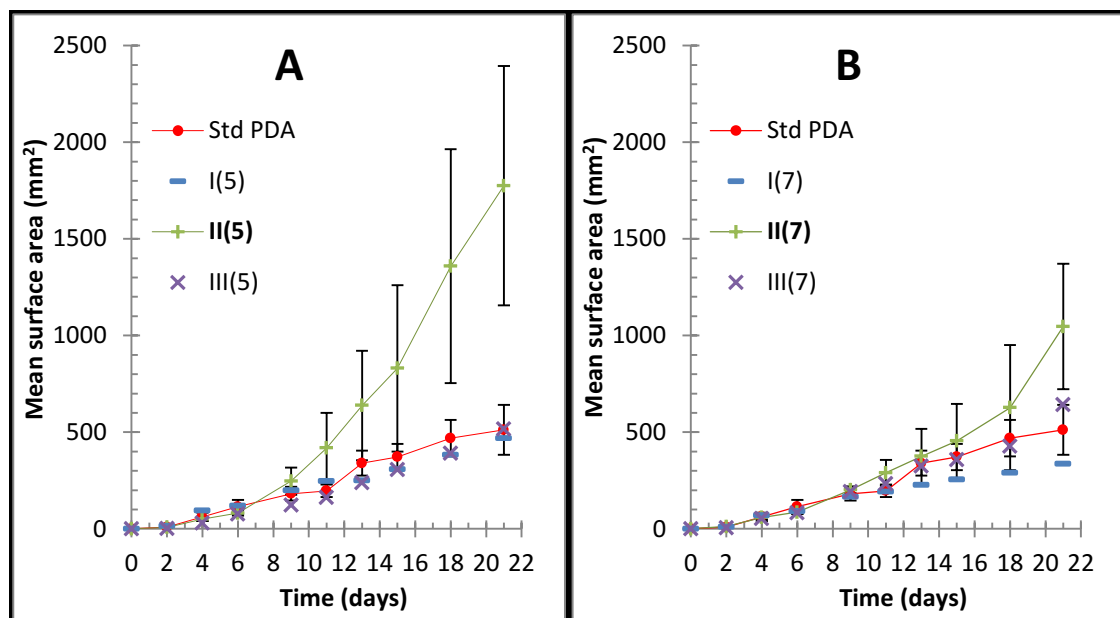 A
Mean surface area (mm²)
2500
2000
1500
1000
500
0
Std PDA
I(5)
II(5)
III(5)
0 2 4 6 8 10 12 14 16 18 20 22
Time (days)
B
Mean surface area (mm²)
2500
2000
1500
1000
500
0
Std PDA
I(7)
II(7)
III(7)
0 2 4 6 8 10 12 14 16 18 20 22
Time (days)